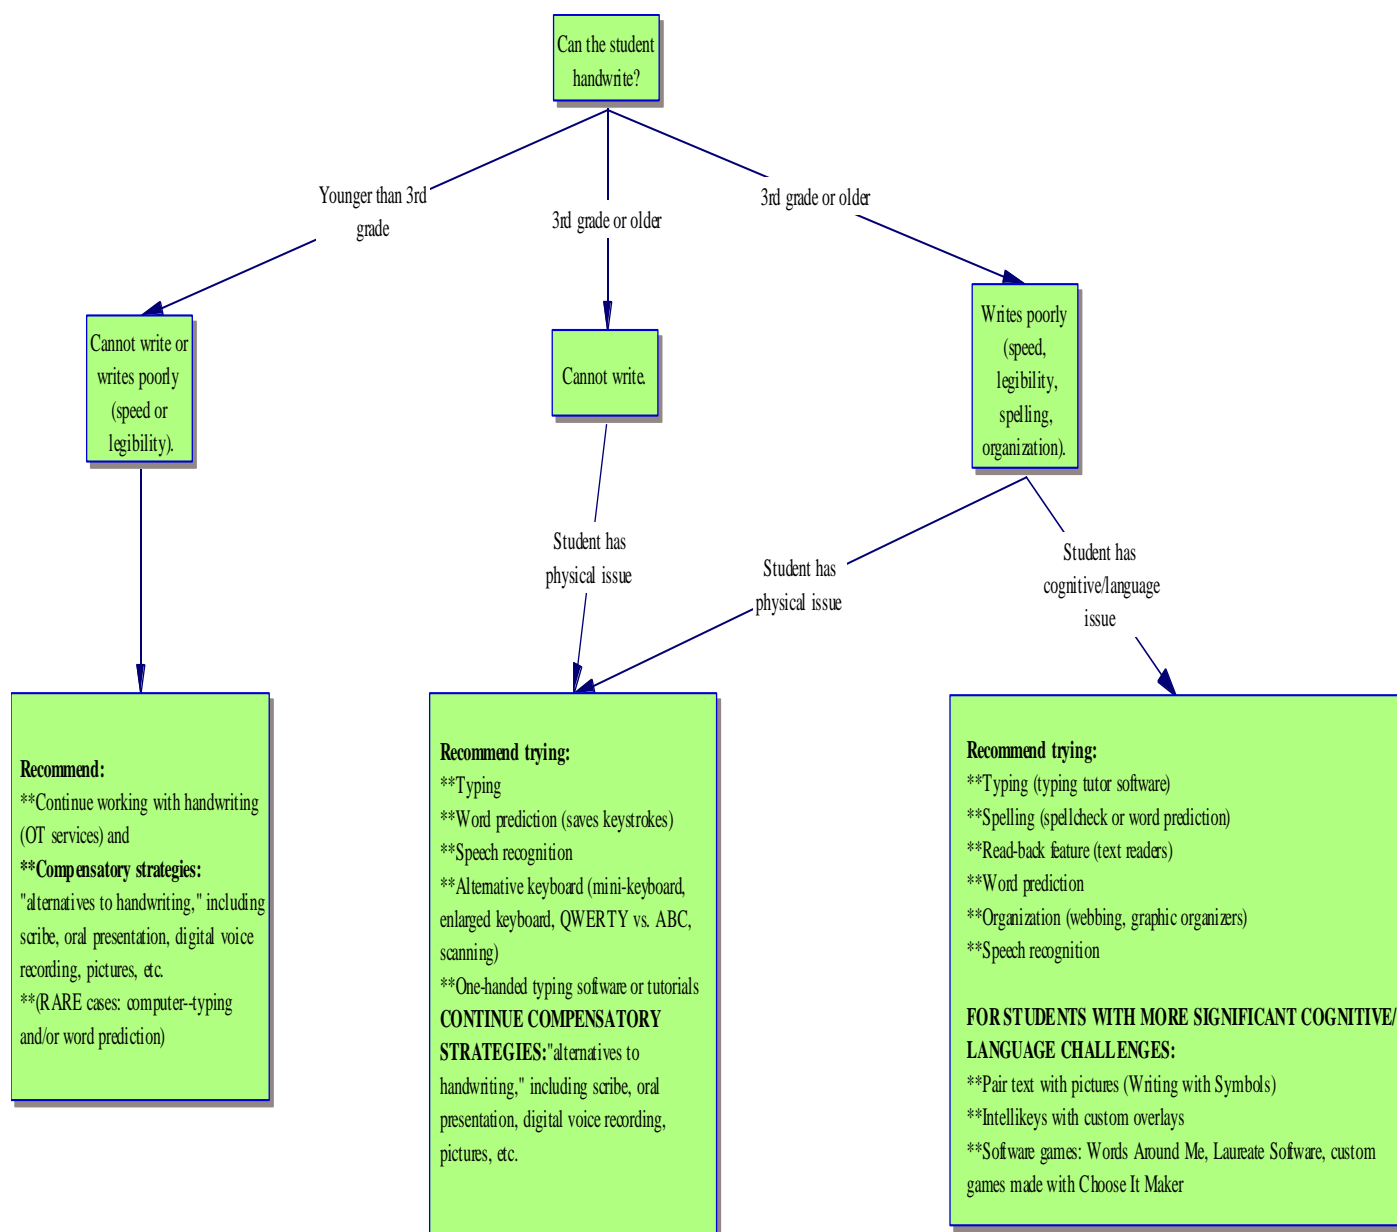 Can the student
handwrite?
Younger than 3rd
grade
3rd grade or older
3rd grade or older
Cannot write or
writes poorly
(speed or
legibility).
Cannot write.
Writes poorly
(speed,
legibility,
spelling,
organization).
Student has
physical issue
Student has
physical issue
Student has
cognitive/language
issue
Recommend:
**Continue working with handwriting
(OT services) and
**Compensatory strategies:
"alternatives to handwriting," including
scribe, oral presentation, digital voice
recording, pictures, etc.
**(RARE cases: computer--typing
and/or word prediction)
Recommend trying:
**Typing
**Word prediction (saves keystrokes)
**Speech recognition
**Alternative keyboard (mini-keyboard,
enlarged keyboard, QWERTY vs. ABC,
scanning)
**One-handed typing software or tutorials
CONTINUE COMPENSATORY
STRATEGIES:"alternatives to
handwriting," including scribe, oral
presentation, digital voice recording,
pictures, etc.
Recommend trying:
**Typing (typing tutor software)
**Spelling (spellcheck or word prediction)
**Read-back feature (text readers)
**Word prediction
**Organization (webbing, graphic organizers)
**Speech recognition
FOR STUDENTS WITH MORE SIGNIFICANT COGNITIVE/
LANGUAGE CHALLENGES:
**Pair text with pictures (Writing with Symbols)
**Intellikeys with custom overlays
**Software games: Words Around Me, Laureate Software, custom
games made with Choose It Maker